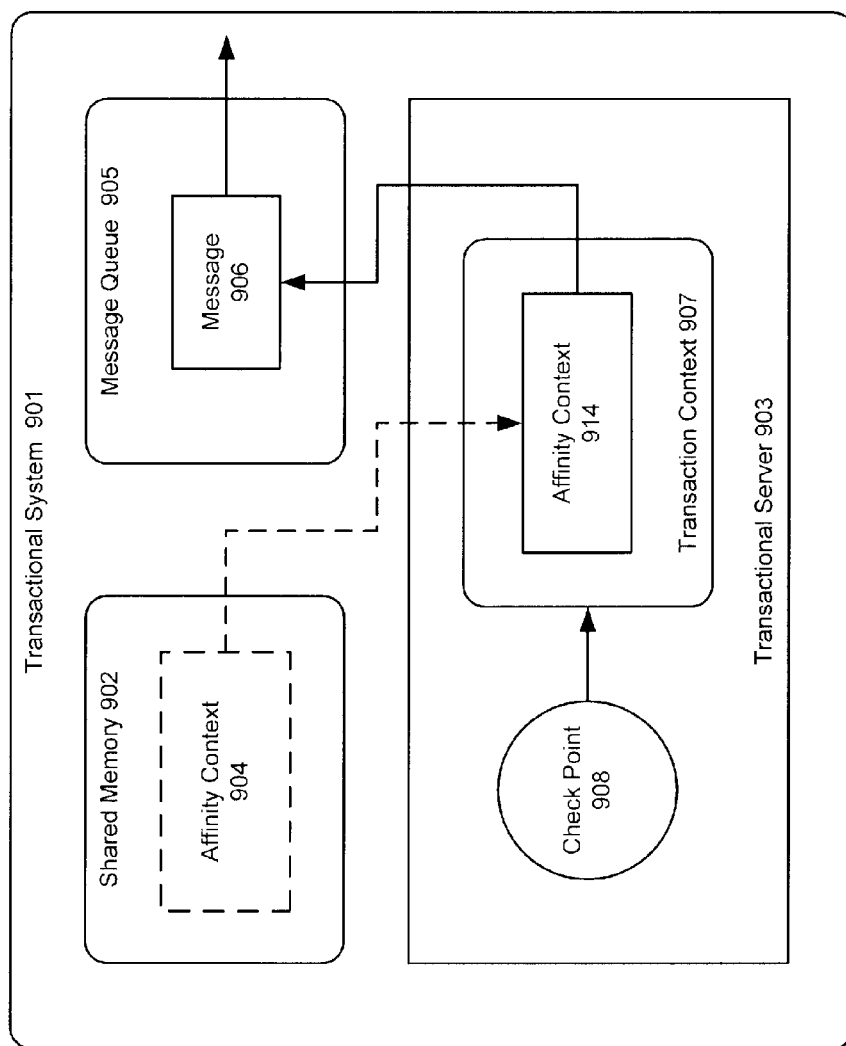 Transactional System 901
Shared Memory 902
Affinity Context
904
Message Queue 905
Message
906
Check Point
908
Affinity Context
914
Transaction Context 907
Transactional Server 903